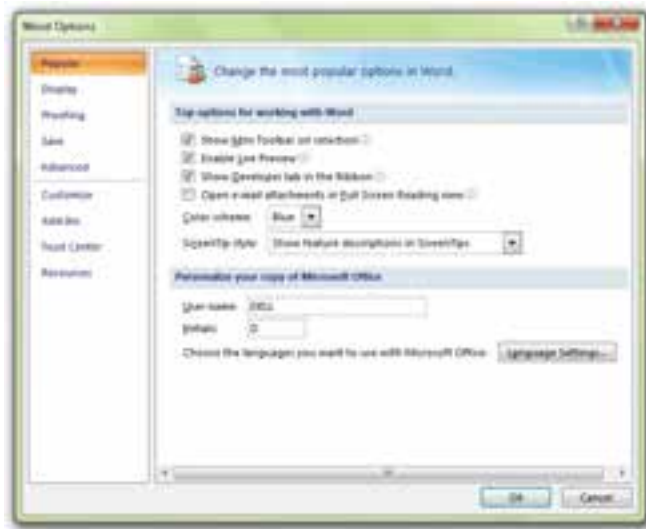 Word Options
Popular
Display
Proofing
Save
Advanced
Customize
Add-Ins
Trust Center
Resources
Change the most popular options in Word.
Top options for working with Word
Show Mini Toolbar on selection
Enable Live Preview
Show Developer tab in the Ribbon
Open e-mail attachments in Full Screen Reading view
Color scheme: Blue
ScreenTip style: Show feature descriptions in ScreenTips
Personalize your copy of Microsoft Office
User name: DELL
Initials: D
Choose the languages you want to use with Microsoft Office: Language Settings...
OK Cancel